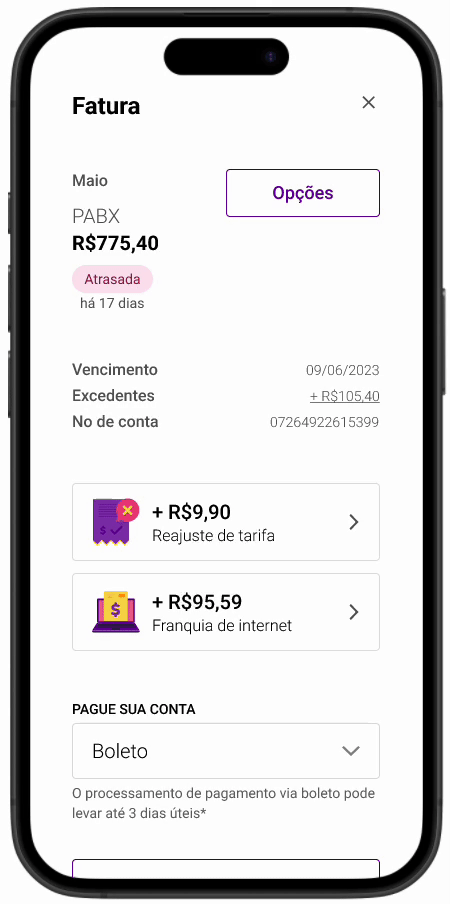 Fatura
Maio
Opções
PABX
R$775,40
Atrasada
há 17 dias
Vencimento 09/06/2023
Excedentes + R$105,40
No de conta 07264922615399
+ R$9,90
Reajuste de tarifa
+ R$95,59
Franquia de internet
PAGUE SUA CONTA
Boleto
O processamento de pagamento via boleto pode
levar até 3 dias úteis*